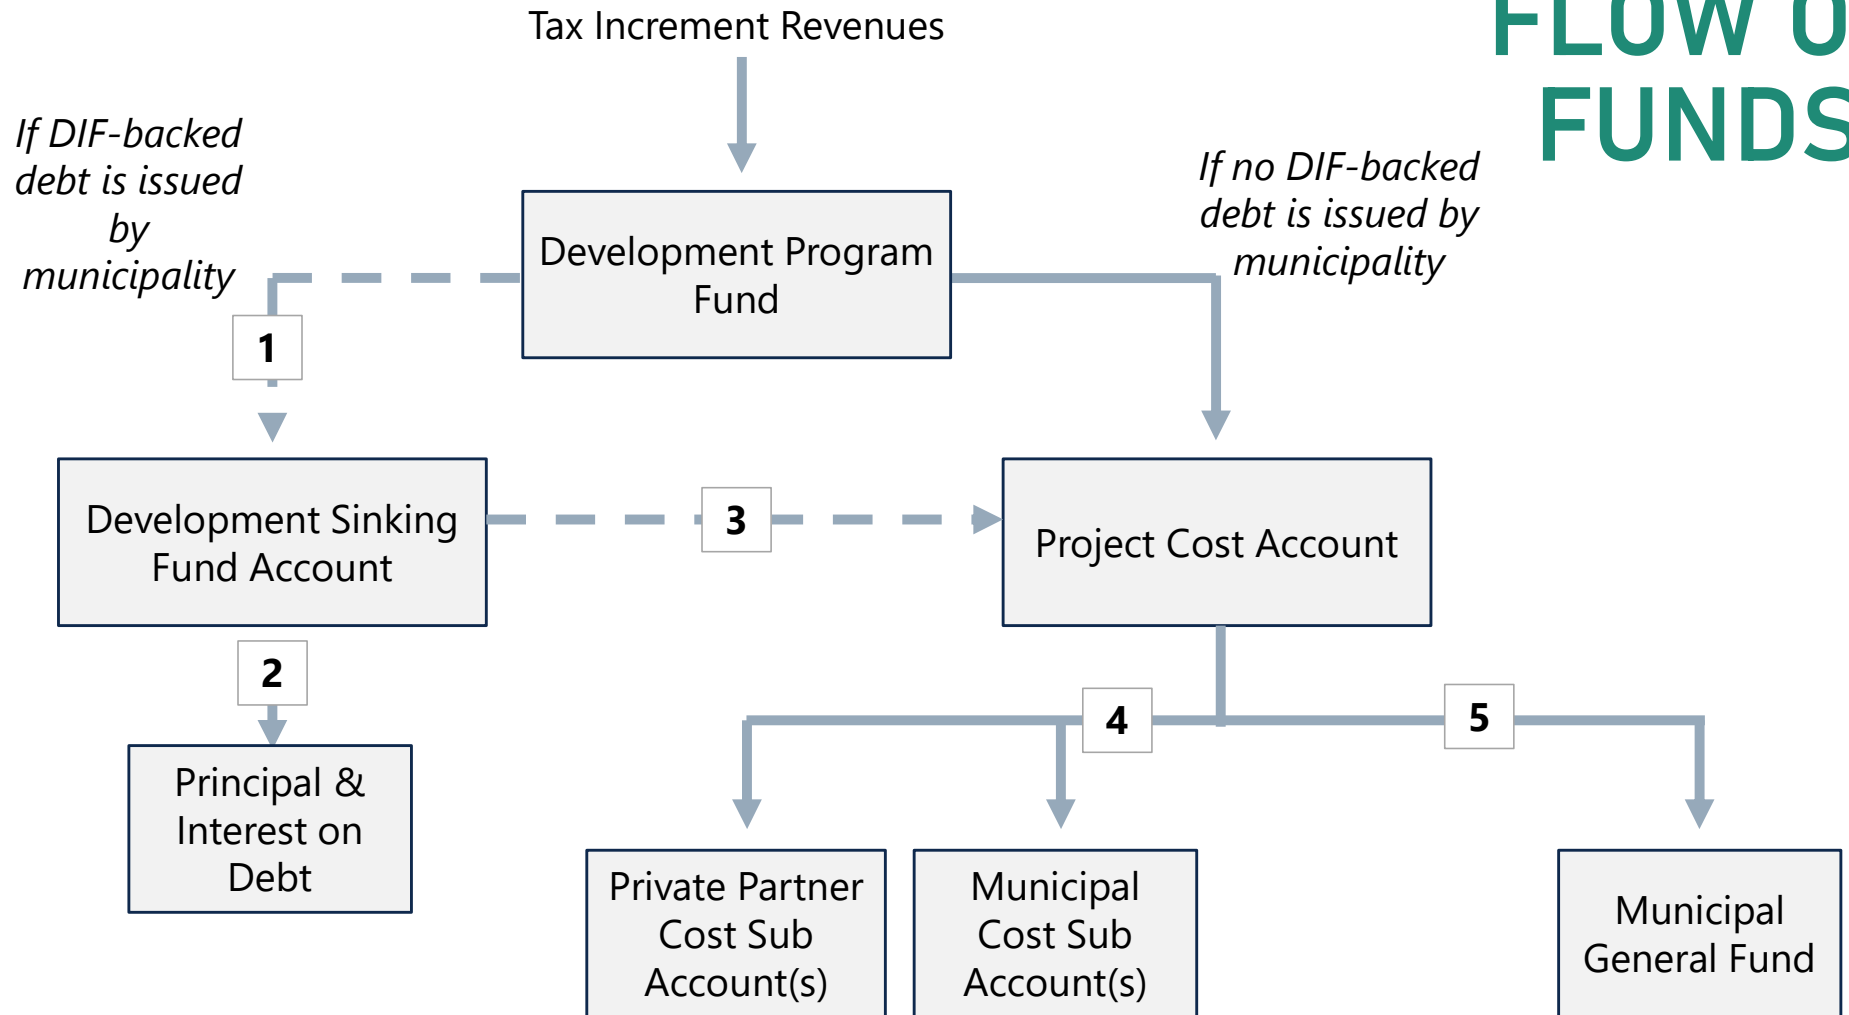 Tax Increment Revenues
FLOW O
FUNDS
If DIF-backed
debt is issued
by
municipality
If no DIF-backed
debt is issued by
municipality
Development Program
Fund
1
Development Sinking
Fund Account
3
Project Cost Account
2
4
5
Principal &
Interest on
Debt
Private Partner
Cost Sub
Account(s)
Municipal
Cost Sub
Account(s)
Municipal
General Fund